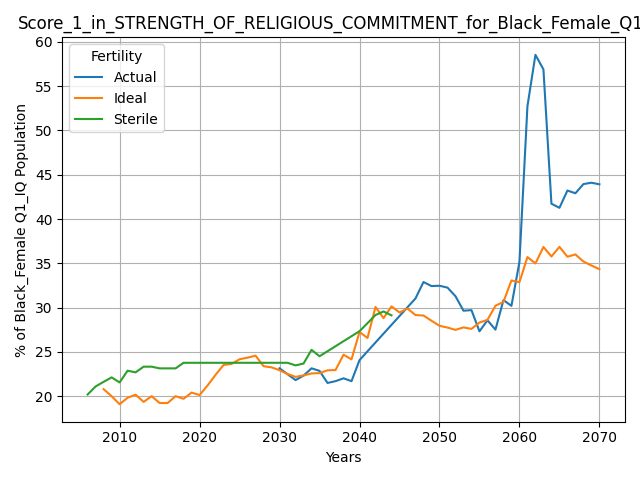 Score_1_in_STRENGTH_OF_RELIGIOUS_COMMITMENT_for_Black_Female_Q1
Fertility
Actual
Ideal
Sterile
% of Black_Female Q1_IQ Population
60
55
50
45
40
35
30
25
20
2010 2020 2030 2040 2050 2060 2070
Years